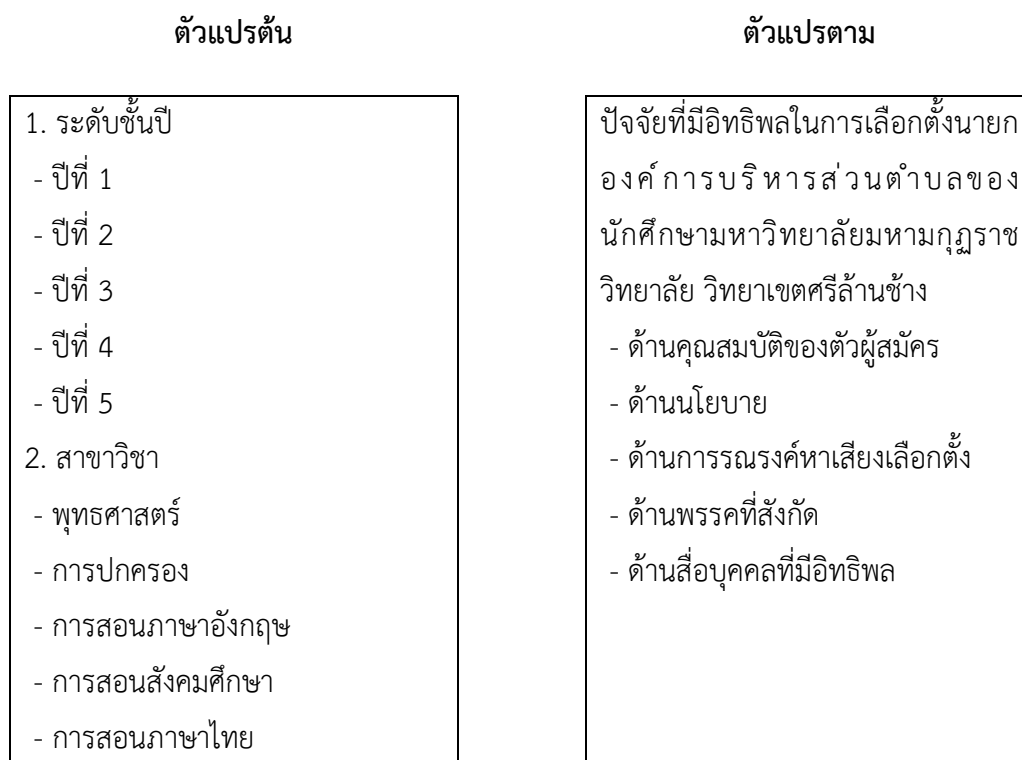 ตัวแปรต้น
ตัวแปรตาม
1. ระดับชั้นปี
- ปีที่ 1
- ปีที่ 2
- ปีที่ 3
- ปีที่ 4
- ปีที่ 5
2. สาขาวิชา
- พุทธศาสตร์
- การปกครอง
- การสอนภาษาอังกฤษ
- การสอนสังคมศึกษา
- การสอนภาษาไทย
ปัจจัยที่มีอิทธิพลในการเลือกตั้งนายก
องค์การบริหารส่วนตำบลของ
นักศึกษามหาวิทยาลัยมหามกุฏราช
วิทยาลัย วิทยาเขตศรีล้านช้าง
- ด้านคุณสมบัติของตัวผู้สมัคร
- ด้านนโยบาย
- ด้านการรณรงค์หาเสียงเลือกตั้ง
- ด้านพรรคที่สังกัด
- ด้านสื่อบุคคลที่มีอิทธิพล